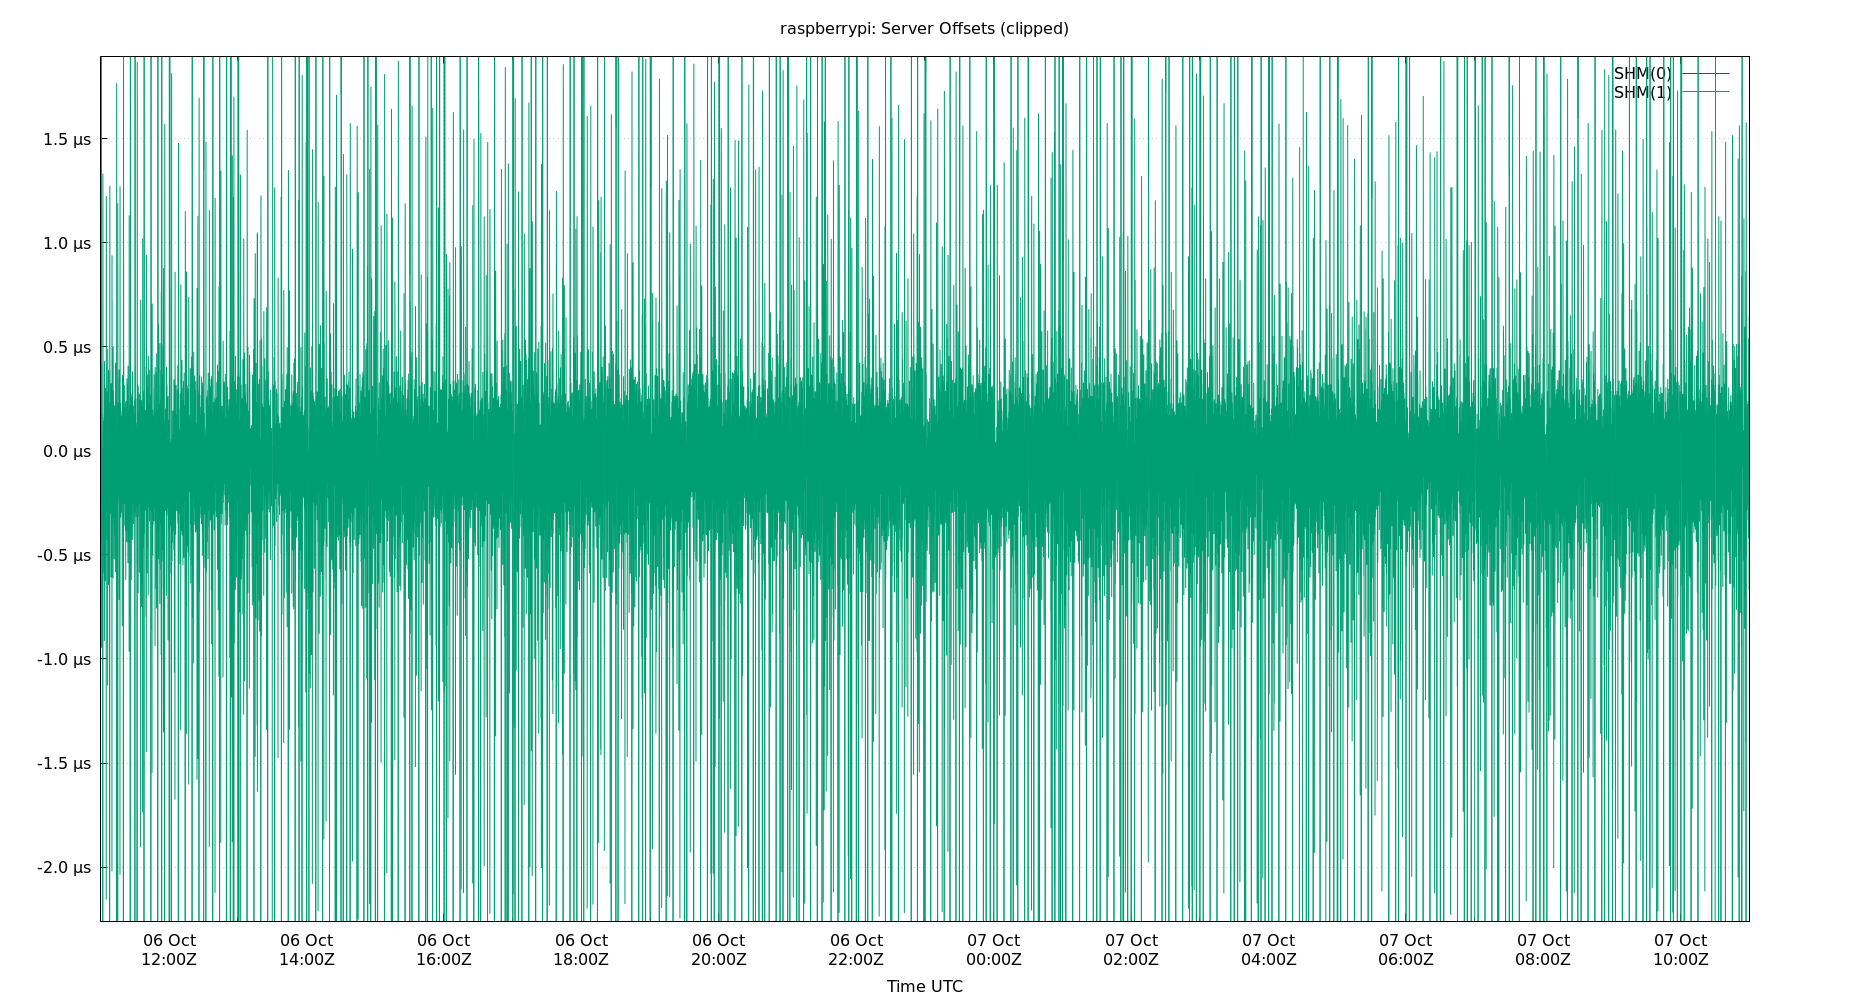 raspberrypi: Server Offsets (clipped)
SHM(0)
SHM(1)
1.5 µs
1.0 µs
0.5 µs
0.0 µs
-0.5 µs
-1.0 µs
-1.5 µs
-2.0 µs
06 Oct 06 Oct 06 Oct 06 Oct 06 Oct 06 Oct 07 Oct 07 Oct 07 Oct 07 Oct 07 Oct 07 Oct
12:00Z 14:00Z 16:00Z 18:00Z 20:00Z 22:00Z 00:00Z 02:00Z 04:00Z 06:00Z 08:00Z 10:00Z
Time UTC